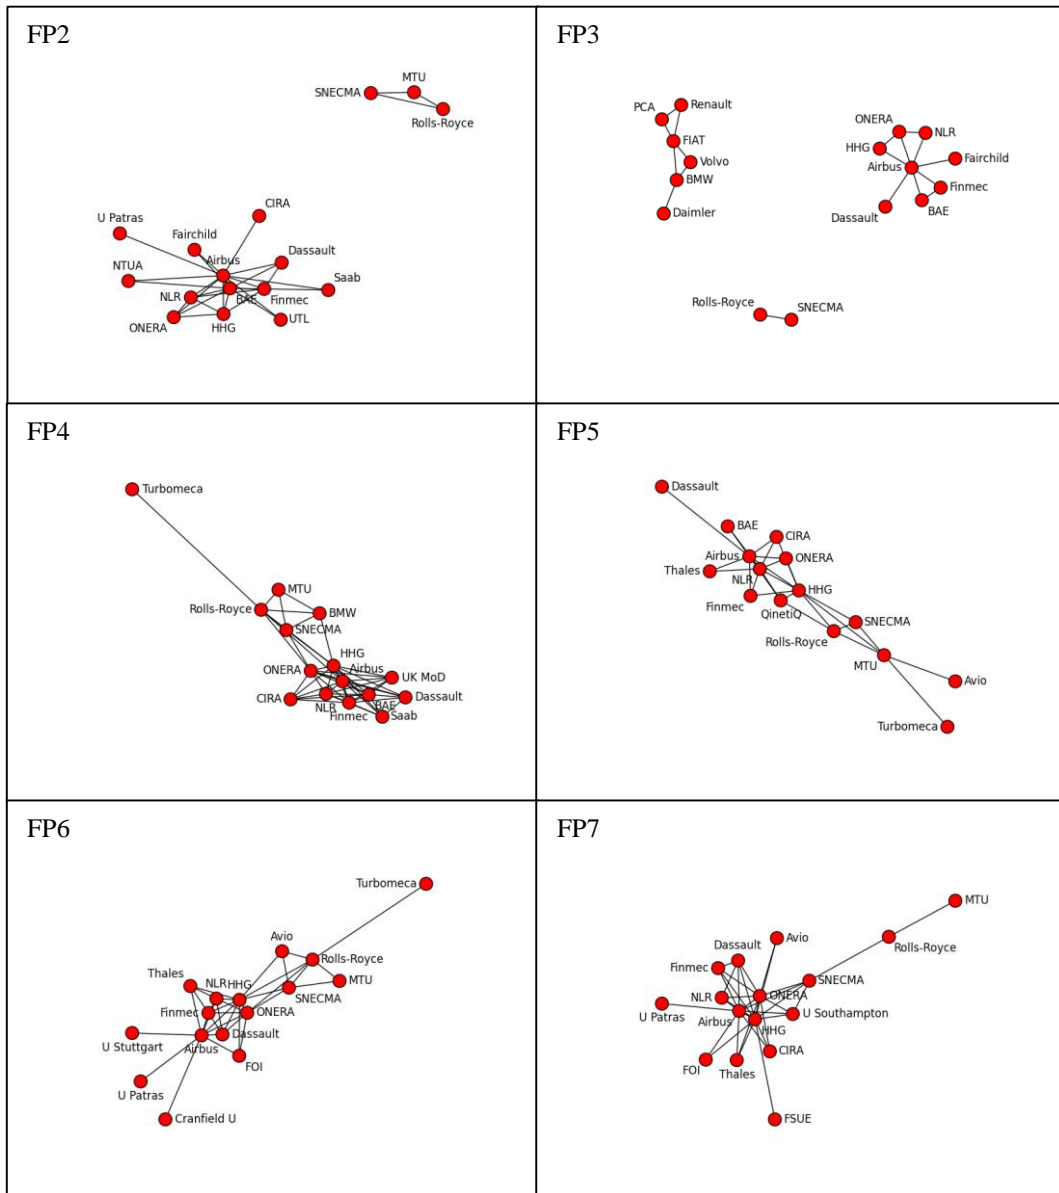 FP2
MTU
SNECMA
Rolls-Royce
CIRA
U Patras
Fairchild
Airbus
Dassault
NTUA
Saab
NLR
BAE
Finmec
ONERA
HHG
UTL
FP3
Renault
PCA
FIAT
Volvo
BMW
Daimler
ONERA
NLR
HHG
Fairchild
Airbus
Finmec
Dassault
BAE
Rolls-Royce
SNECMA
FP4
Turbomeca
MTU
Rolls-Royce
BMW
SNECMA
HHG
ONERA
Airbus
UK MoD
CIRA
NLR
BAE
Dassault
Finmec
Saab
FP5
Dassault
BAE
CIRA
Airbus
ONERA
Thales
NLR
HHG
Finmec
QinetiQ
SNECMA
Rolls-Royce
MTU
Avio
Turbomeca
FP6
Turbomeca
Avio
Rolls-Royce
Thales
NLR
HHG
MTU
SNECMA
Finmec
ONERA
U Stuttgart
Airbus
Dassault
FOI
U Patras
Cranfield U
FP7
MTU
Avio
Rolls-Royce
Dassault
Finmec
SNECMA
NLR
ONERA
U Patras
Airbus
U Southampton
HHG
CIRA
FOI
Thales
FSUE